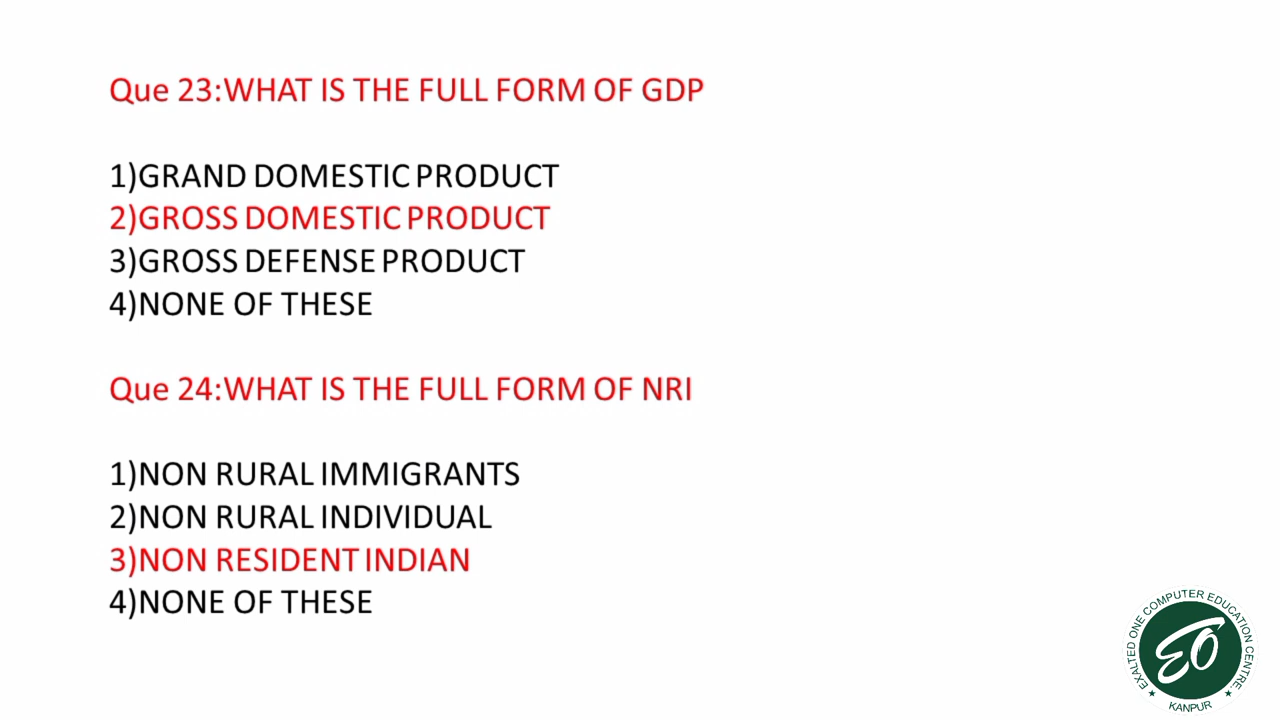 Que 23:WHAT IS THE FULL FORM OF GDP
1)GRAND DOMESTIC PRODUCT
2)GROSS DOMESTIC PRODUCT
3)GROSS DEFENSE PRODUCT
4)NONE OF THESE
Que 24:WHAT IS THE FULL FORM OF NRI
1)NON RURAL IMMIGRANTS
2)NON RURAL INDIVIDUAL
3)NON RESIDENT INDIAN
4)NONE OF THESE
EXALTED ONE COMPUTER EDUCATION CENTRE,
EO
KANPUR